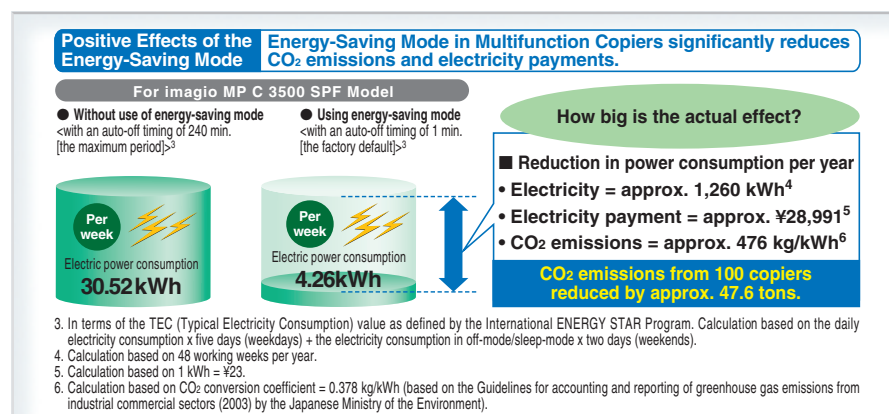 Positive Effects of the
Energy-Saving Mode
Energy-Saving Mode in Multifunction Copiers significantly reduces
CO2 emissions and electricity payments.
For imagio MP C 3500 SPF Model
● Without use of energy-saving mode
<with an auto-off timing of 240 min.
[the maximum period]>3
● Using energy-saving mode
<with an auto-off timing of 1 min.
[the factory default]>3
Per
week
Electric power consumption
30.52 kWh
Per
week
Electric power consumption
4.26kWh
How big is the actual effect?
■ Reduction in power consumption per year
• Electricity = approx. 1,260 kWh4
• Electricity payment = approx. ¥28,9915
• CO2 emissions = approx. 476 kg/kWh6
CO2 emissions from 100 copiers
reduced by approx. 47.6 tons.
3. In terms of the TEC (Typical Electricity Consumption) value as defined by the International ENERGY STAR Program. Calculation based on the daily
electricity consumption x five days (weekdays) + the electricity consumption in off-mode/sleep-mode x two days (weekends).
4. Calculation based on 48 working weeks per year.
5. Calculation based on 1 kWh = ¥23.
6. Calculation based on CO2 conversion coefficient = 0.378 kg/kWh (based on the Guidelines for accounting and reporting of greenhouse gas emissions from
industrial commercial sectors (2003) by the Japanese Ministry of the Environment).